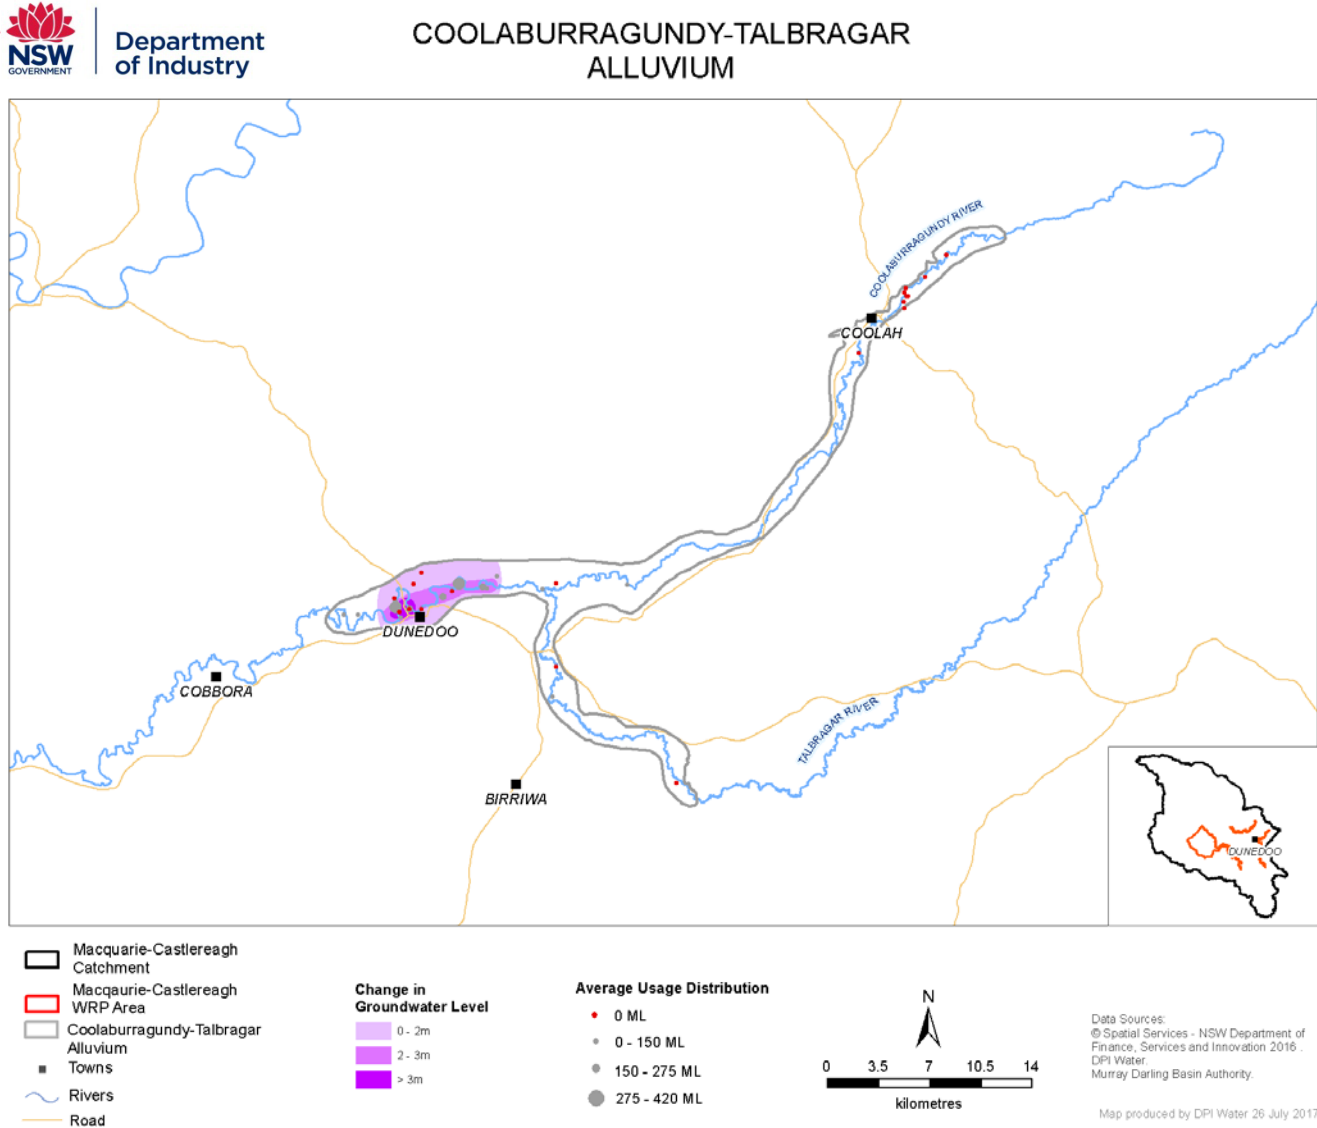 NSW
GOVERNMENT
Department
of Industry
COOLABURRAGUNDY-TALBRAGAR
ALLUVIUM
COOLABURRAGUNDY RIVER
COOLAH
DUNEDOO
COBBORA
TALBRAGAR RIVER
BIRRIWA
DUNEDOO
Macquarie-Castlereagh
Catchment
Macqaurie-Castlereagh
WRP Area
Coolaburragundy-Talbragar
Alluvium
Towns
Rivers
Road
Change in
Groundwater Level
0 - 2m
2 - 3m
> 3m
Average Usage Distribution
0 ML
0 - 150 ML
150 - 275 ML
275 - 420 ML
N
0 3.5 7 10.5 14
kilometres
Data Sources:
© Spatial Services - NSW Department of
Finance, Services and Innovation 2016 .
DPI Water.
Murray Darling Basin Authority.
Map produced by DPI Water 26 July 2017